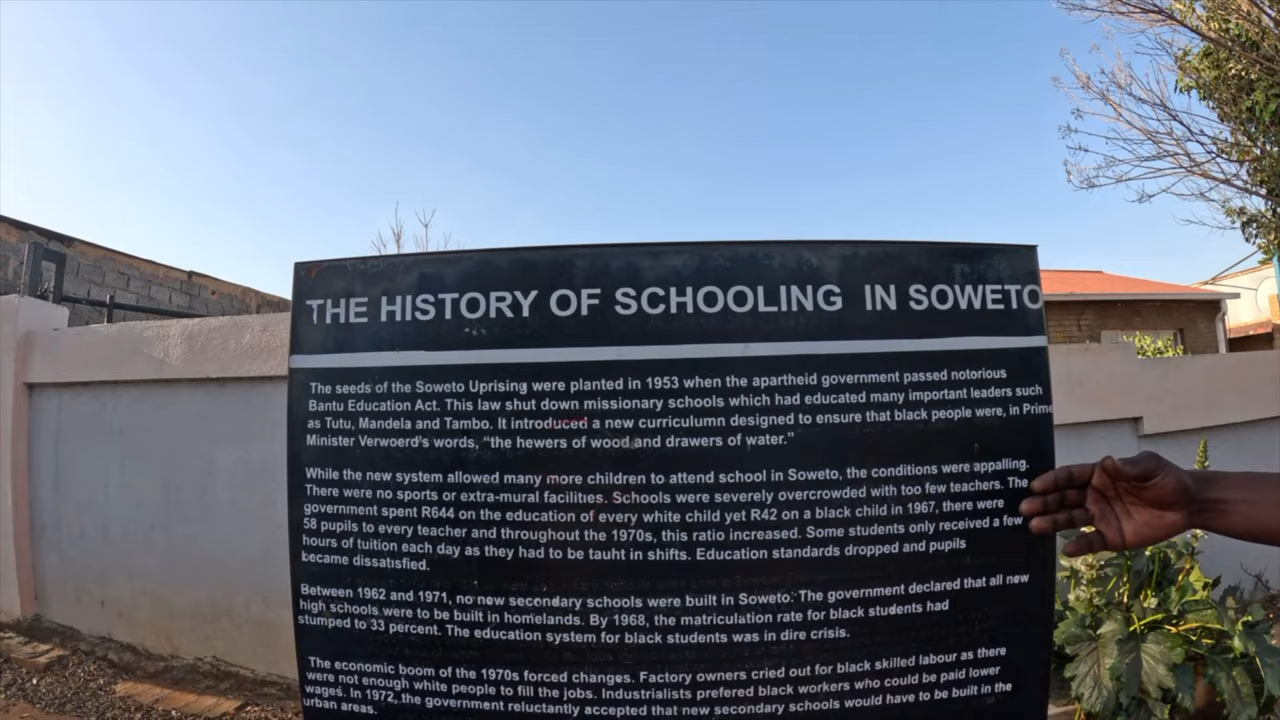 THE HISTORY OF SCHOOLING IN SOWETO
The seeds of the Soweto Uprising were planted in 1953 when the apartheid government passed notorious
Bantu Education Act. This law shut down missionary schools which had educated many important leaders such
as Tutu, Mandela and Tambo. It introduced a new curriculumn designed to ensure that black people were, in Prime
Minister Verwoerd's words, "the hewers of wood and drawers of water."
While the new system allowed many more children to attend school in Soweto, the conditions were appalling.
There were no sports or extra-mural facilities. Schools were severely overcrowded with too few teachers. The
government spent R644 on the education of every white child yet R42 on a black child in 1967, there were
58 pupils to every teacher and throughout the 1970s, this ratio increased. Some students only received a few
hours of tuition each day as they had to be tauht in shifts. Education standards dropped and pupils
became dissatisfied.
Between 1962 and 1971, no new secondary schools were built in Soweto. The government declared that all new
high schools were to be built in homelands. By 1968, the matriculation rate for black students had
stumped to 33 percent. The education system for black students was in dire crisis.
The economic boom of the 1970s forced changes. Factory owners cried out for black skilled labour as there
were not enough white people to fill the jobs. Industrialists prefered black workers who could be paid lower
wages. In 1972, the government reluctantly accepted that new secondary schools would have to be built in the
urban areas.